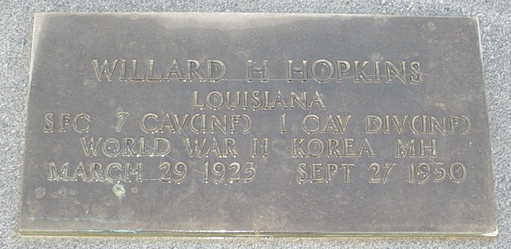 WILLARD H HOPKINS
LOUISIANA
SFC 7 CAV(INF) 1 CAV DIV(INF)
WORLD WAR II KOREA MH
MARCH 29 1925 SEPT 27 1950